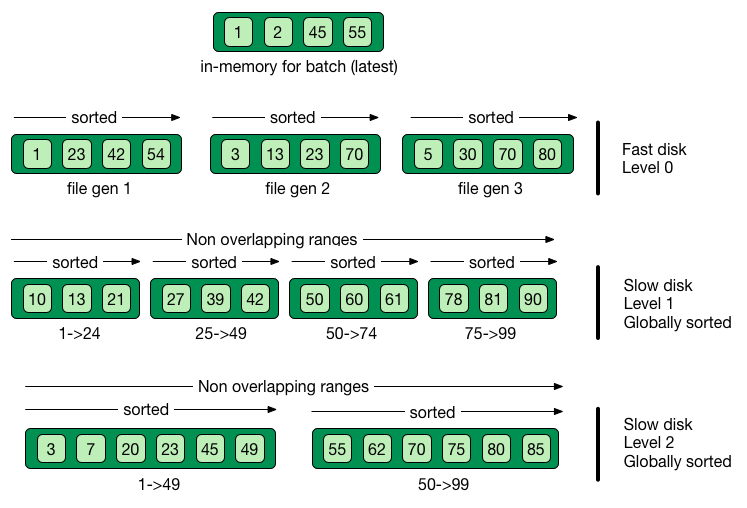 1 2 45 55
in-memory for batch (latest)
sorted sorted sorted
1 23 42 54 3 13 23 70 5 30 70 80
file gen 1 file gen 2 file gen 3
Fast disk
Level 0
Non overlapping ranges
sorted sorted sorted sorted
10 13 21 27 39 42 50 60 61 78 81 90
1->24 25->49 50->74 75->99
Slow disk
Level 1
Globally sorted
Non overlapping ranges
sorted sorted
3 7 20 23 45 49 55 62 70 75 80 85
1->49 50->99
Slow disk
Level 2
Globally sorted